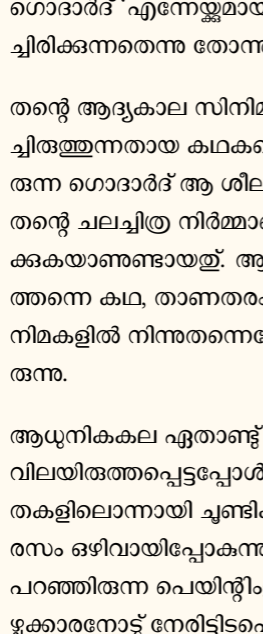 ഗൊദാർദ് 'എന്നേയ്ക്കുമായ
ച്ചിരിക്കുന്നതെന്നു തോന്ന
തന്റെ ആദ്യകാല സിനിമ
ച്ചിരുത്തുന്നതായ കഥക
രുന്ന ഗൊദാർദ് ആ ശീല
തന്റെ ചലച്ചിത്ര നിർമ്മാ
ക്കുകയാണുണ്ടായതു്. ആ
ത്തന്നെ കഥ, താണതരം
നിമകളിൽ നിന്നുതന്നെ
രുന്നു.
ആധുനികകല ഏതാണ്ടു്
വിലയിരുത്തപ്പെട്ടപ്പോൾ
തകളിലൊന്നായി ചൂണ്ടി
രസം ഒഴിവായിപ്പോകുന്ന
പറഞ്ഞിരുന്ന പെയിന്റിം
ഴുക്കാരനോടു് നേരിട്ടിടപെ